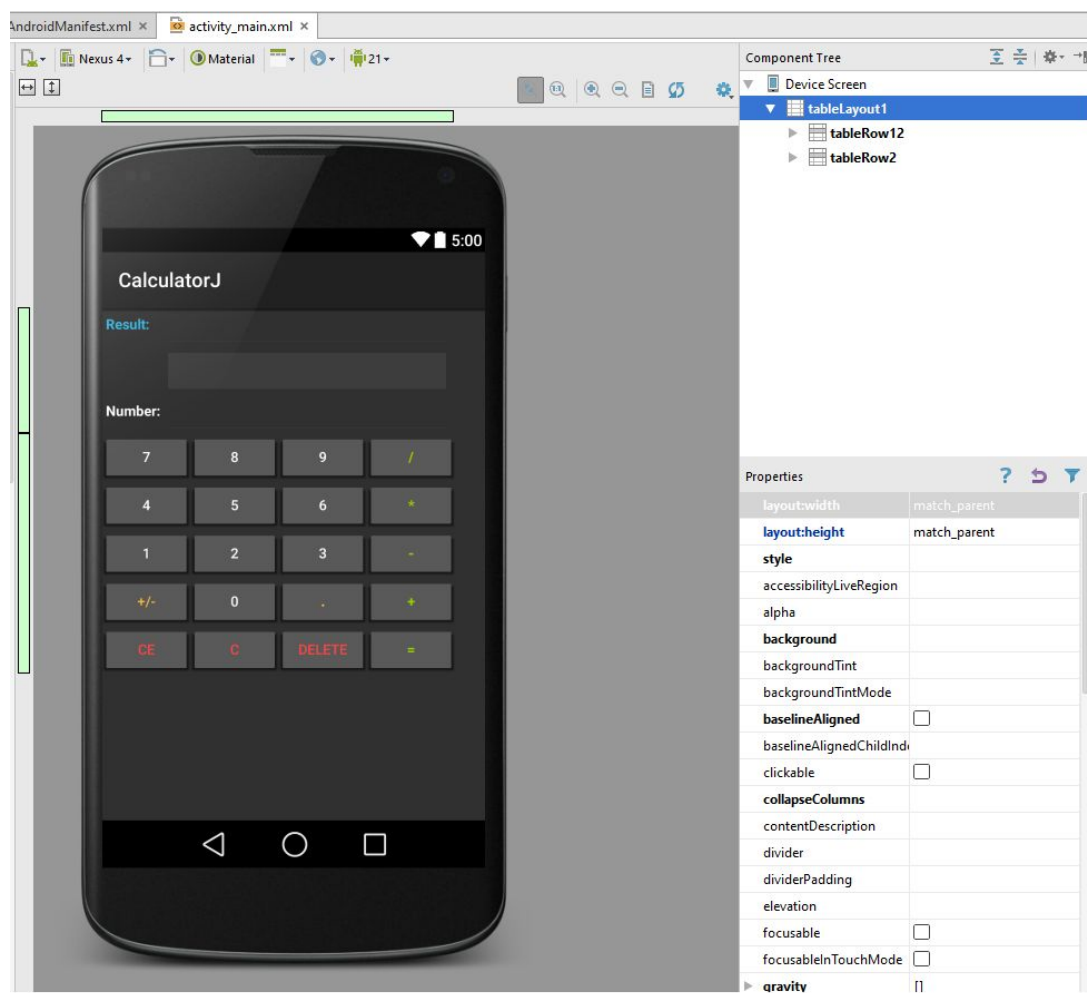 AndroidManifest.xml activity_main.xml
Nexus 4 Material 21
Component Tree
Device Screen
tableLayout1
tableRow12
tableRow2
5:00
CalculatorJ
Result:
Number:
7 8 9 /
4 5 6 *
1 2 3 -
+/- 0 . +
CE C DELETE =
Properties
layout:width match_parent
layout:height match_parent
style
accessibilityLiveRegion
alpha
background
backgroundTint
backgroundTintMode
baselineAligned
baselineAlignedChildInd
clickable
collapseColumns
contentDescription
divider
dividerPadding
elevation
focusable
focusableInTouchMode
gravity []